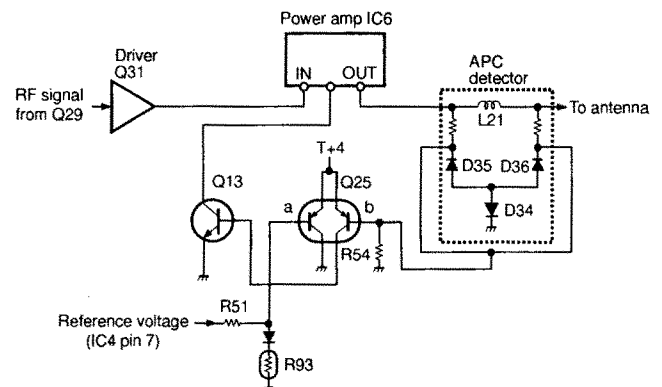 Power amp IC6
Driver
Q31
IN
OUT
APC
detector
RF signal
from Q29
L21
To antenna
T+4
D35
D36
Q13
Q25
a
b
D34
R54
R51
Reference voltage
(IC4 pin 7)
R93